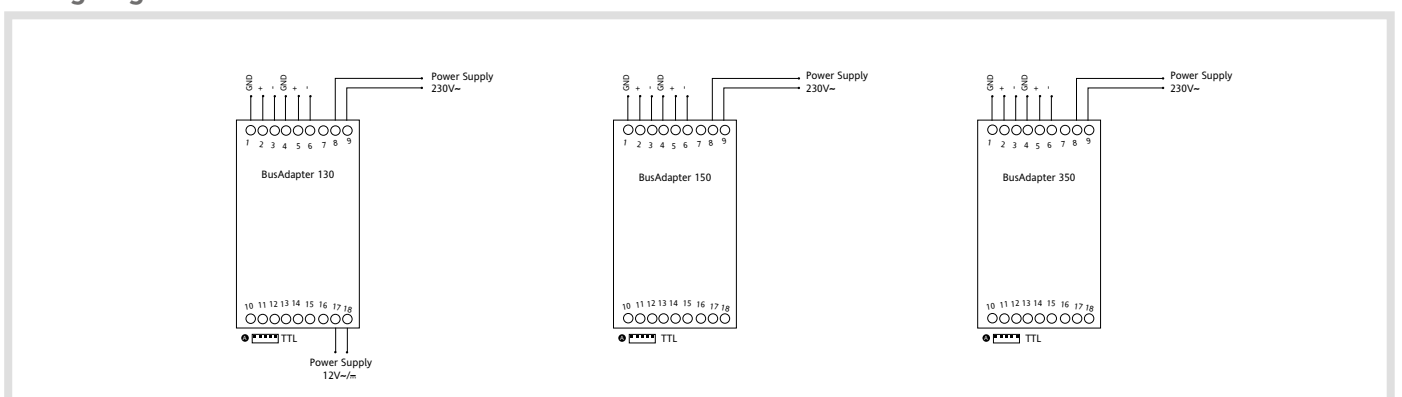 GND + - GND + -
Power Supply
230V~
1 2 3 4 5 6 7 8 9
BusAdapter 130
10 11 12 13 14 15 16 17 18
A TTL
Power Supply
12V~/⎓
GND + - GND + -
Power Supply
230V~
1 2 3 4 5 6 7 8 9
BusAdapter 150
10 11 12 13 14 15 16 17 18
A TTL
GND + - GND + -
Power Supply
230V~
1 2 3 4 5 6 7 8 9
BusAdapter 350
10 11 12 13 14 15 16 17 18
A TTL